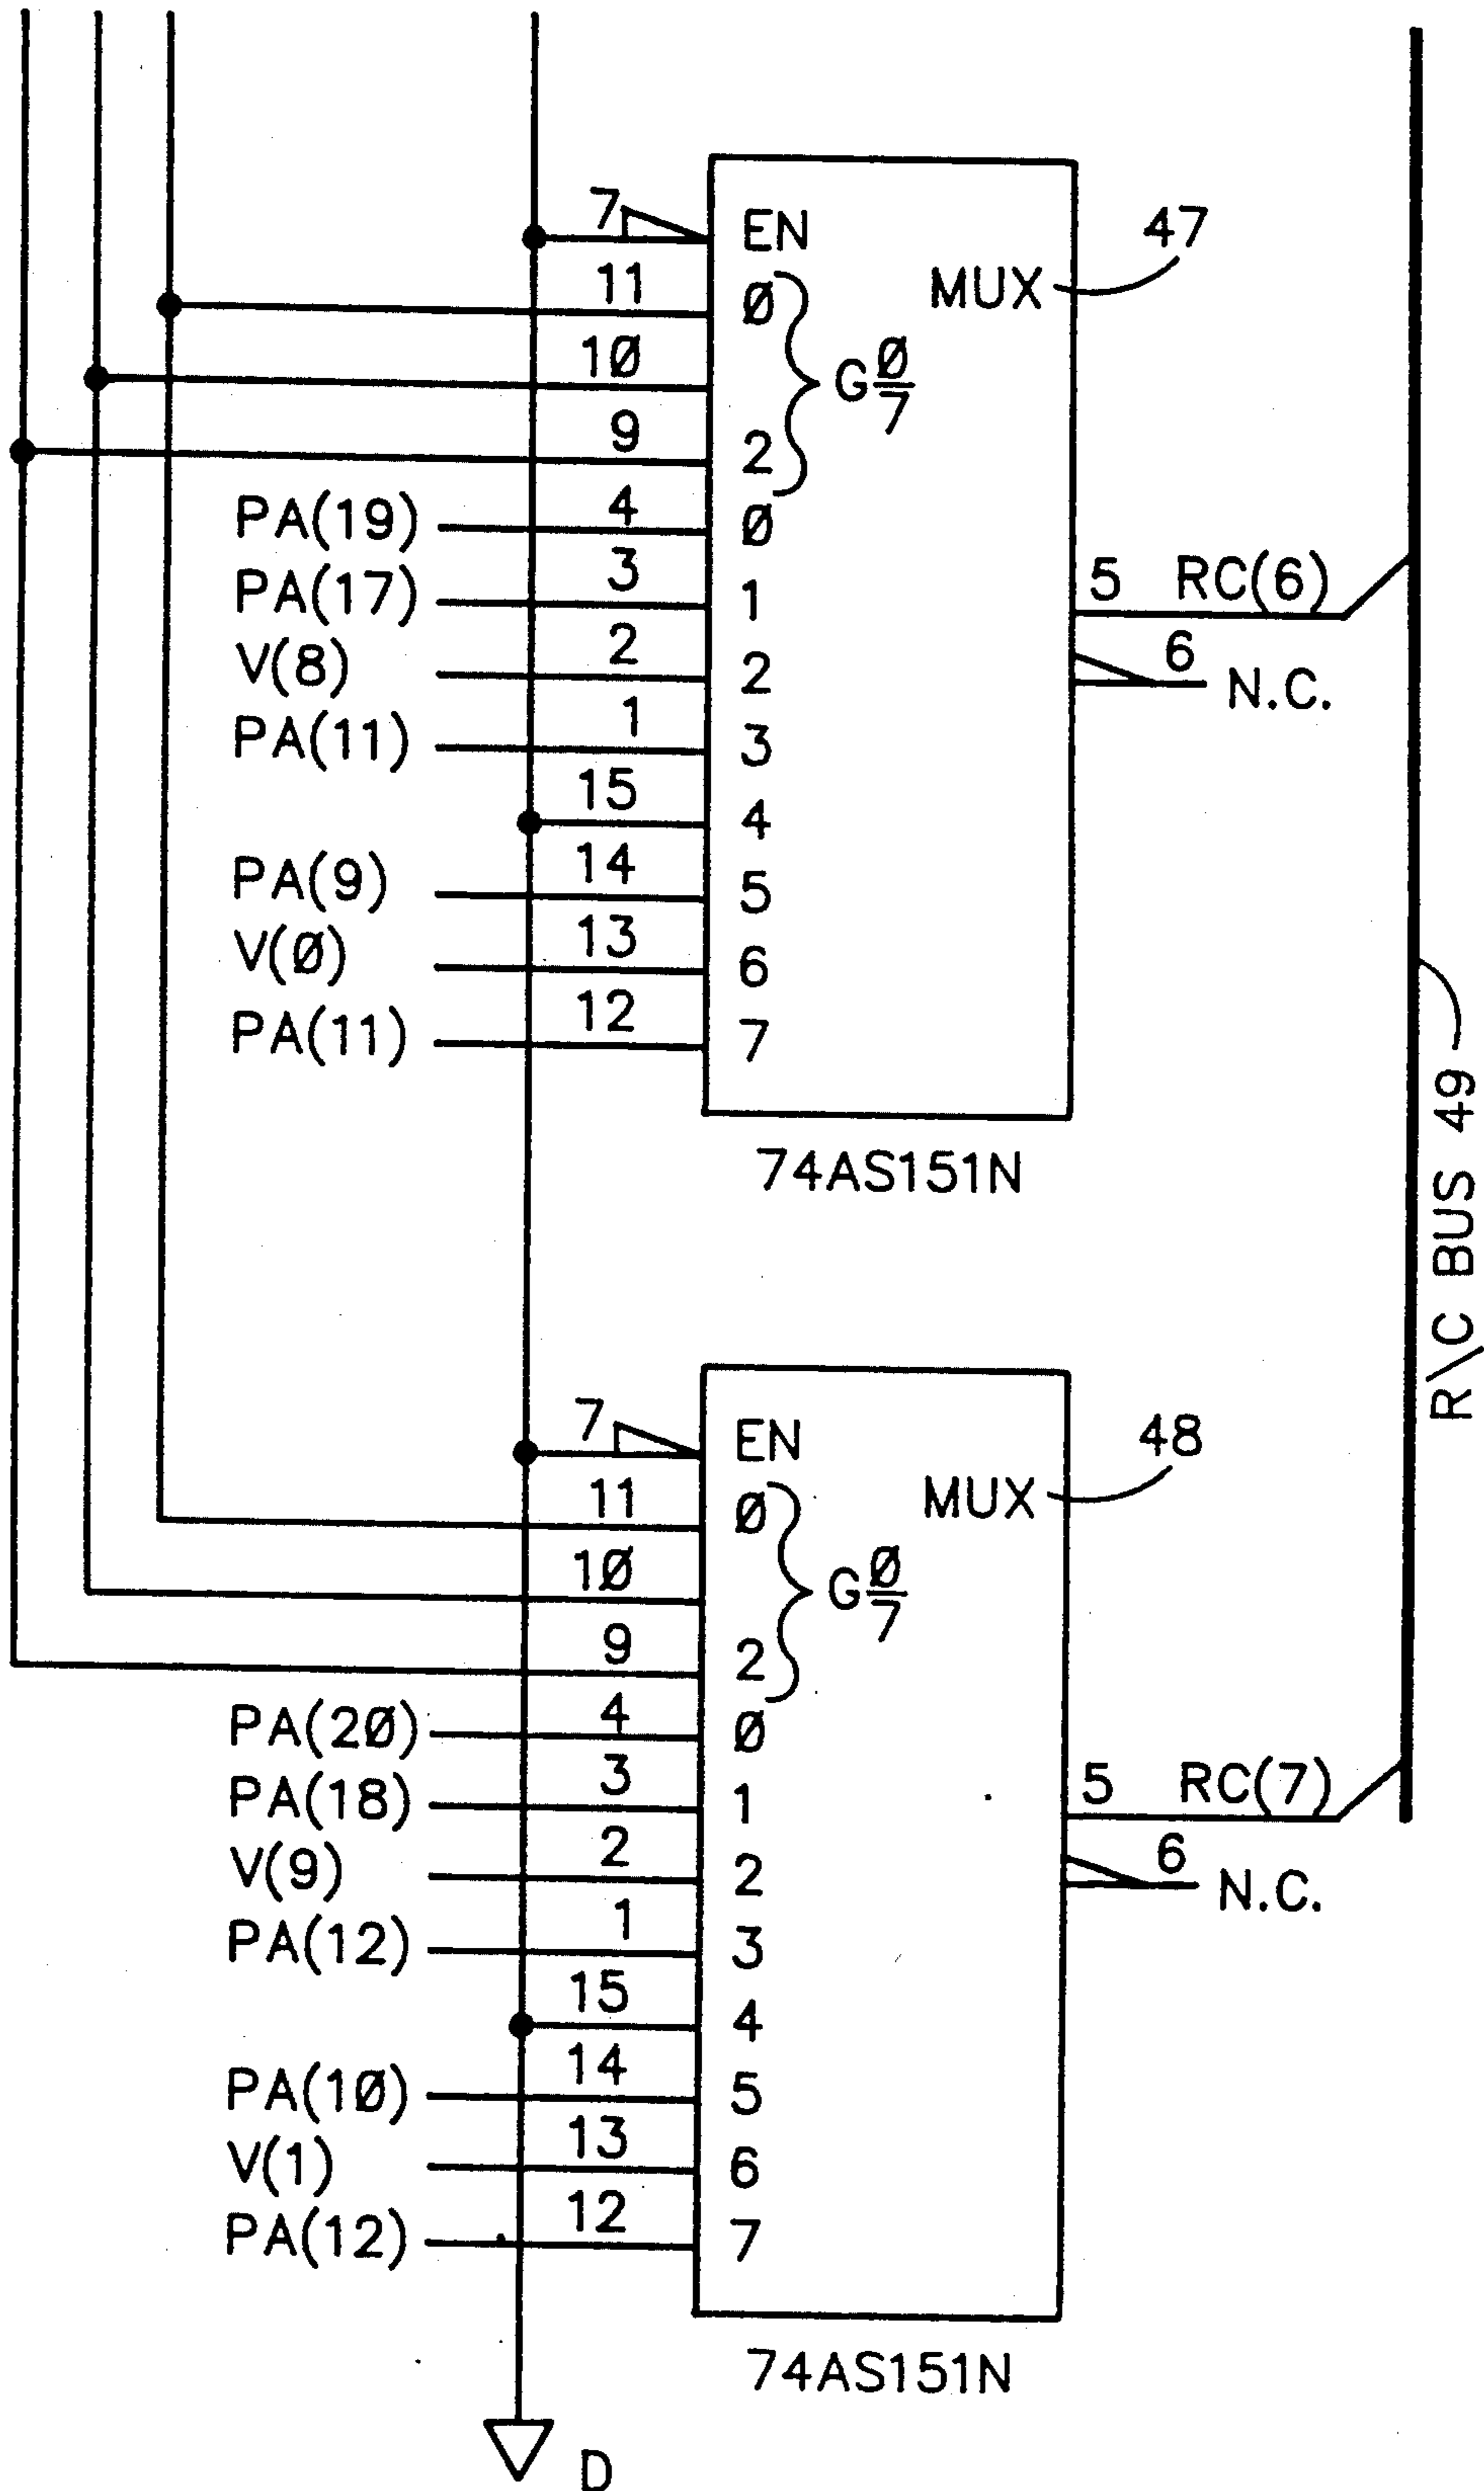 7 EN
47
11 Ø
MUX
1Ø G Ø/7
9 2
PA(19) 4 Ø
PA(17) 3 1
5 RC(6)
V(8) 2 2
6 N.C.
PA(11) 1 3
15 4
PA(9) 14 5
V(Ø) 13 6
PA(11) 12 7
74AS151N
R\C BUS 49
7 EN
48
11 Ø
MUX
1Ø G Ø/7
9 2
PA(2Ø) 4 Ø
PA(18) 3 1
5 RC(7)
V(9) 2 2
6 N.C.
PA(12) 1 3
15 4
PA(1Ø) 14 5
V(1) 13 6
PA(12) 12 7
74AS151N
D